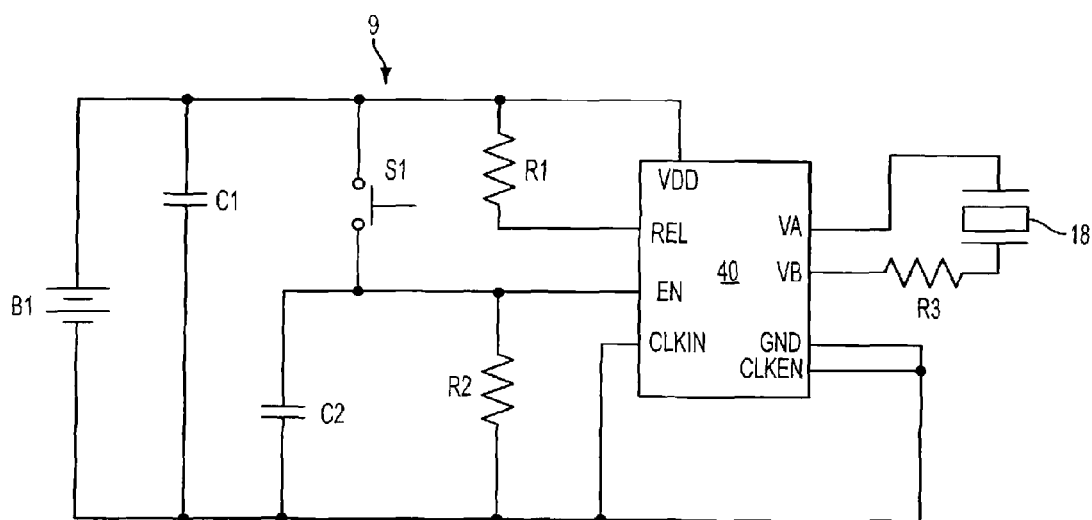 9
S1
R1
C1
VDD
REL
VA
18
40
VB
EN
R3
B1
CLKIN
GND
CLKEN
R2
C2